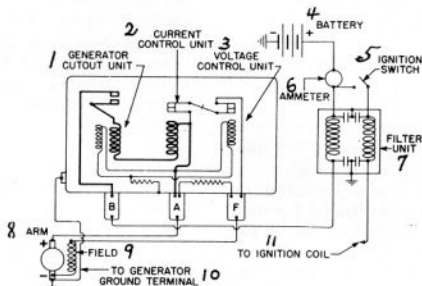 1
GENERATOR
CUTOUT UNIT
2
CURRENT
CONTROL UNIT
3
VOLTAGE
CONTROL UNIT
4
BATTERY
- +
5
IGNITION
SWITCH
6
AMMETER
FILTER
UNIT
7
B A F
8 ARM
+
-
FIELD 9
TO GENERATOR 10
GROUND TERMINAL
11
TO IGNITION COIL